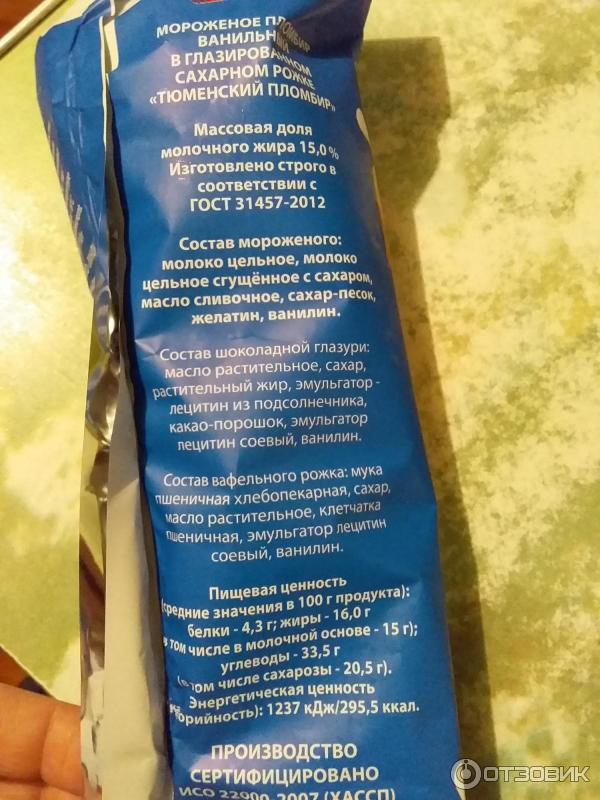 МОРОЖЕНОЕ ПЛОМБИР
ВАНИЛЬНЫЙ
В ГЛАЗИРОВАННОМ
САХАРНОМ РОЖКЕ
«ТЮМЕНСКИЙ ПЛОМБИР»
Массовая доля
молочного жира 15,0 %
Изготовлено строго в
соответствии с
ГОСТ 31457-2012
Состав мороженого:
молоко цельное, молоко
цельное сгущённое с сахаром,
масло сливочное, сахар-песок,
желатин, ванилин.
Состав шоколадной глазури:
масло растительное, сахар,
растительный жир, эмульгатор -
лецитин из подсолнечника,
какао-порошок, эмульгатор
лецитин соевый, ванилин.
Состав вафельного рожка: мука
пшеничная хлебопекарная, сахар,
масло растительное, клетчатка
пшеничная, эмульгатор лецитин
соевый, ванилин.
Пищевая ценность
(средние значения в 100 г продукта):
белки - 4,3 г; жиры - 16,0 г
в том числе в молочной основе - 15 г);
углеводы - 33,5 г
(в том числе сахарозы - 20,5 г).
Энергетическая ценность
орийность): 1237 кДж/295,5 ккал.
ПРОИЗВОДСТВО
СЕРТИФИЦИРОВАНО
ИСО 22000-2007 (ХАССП)
ОТЗОВИК